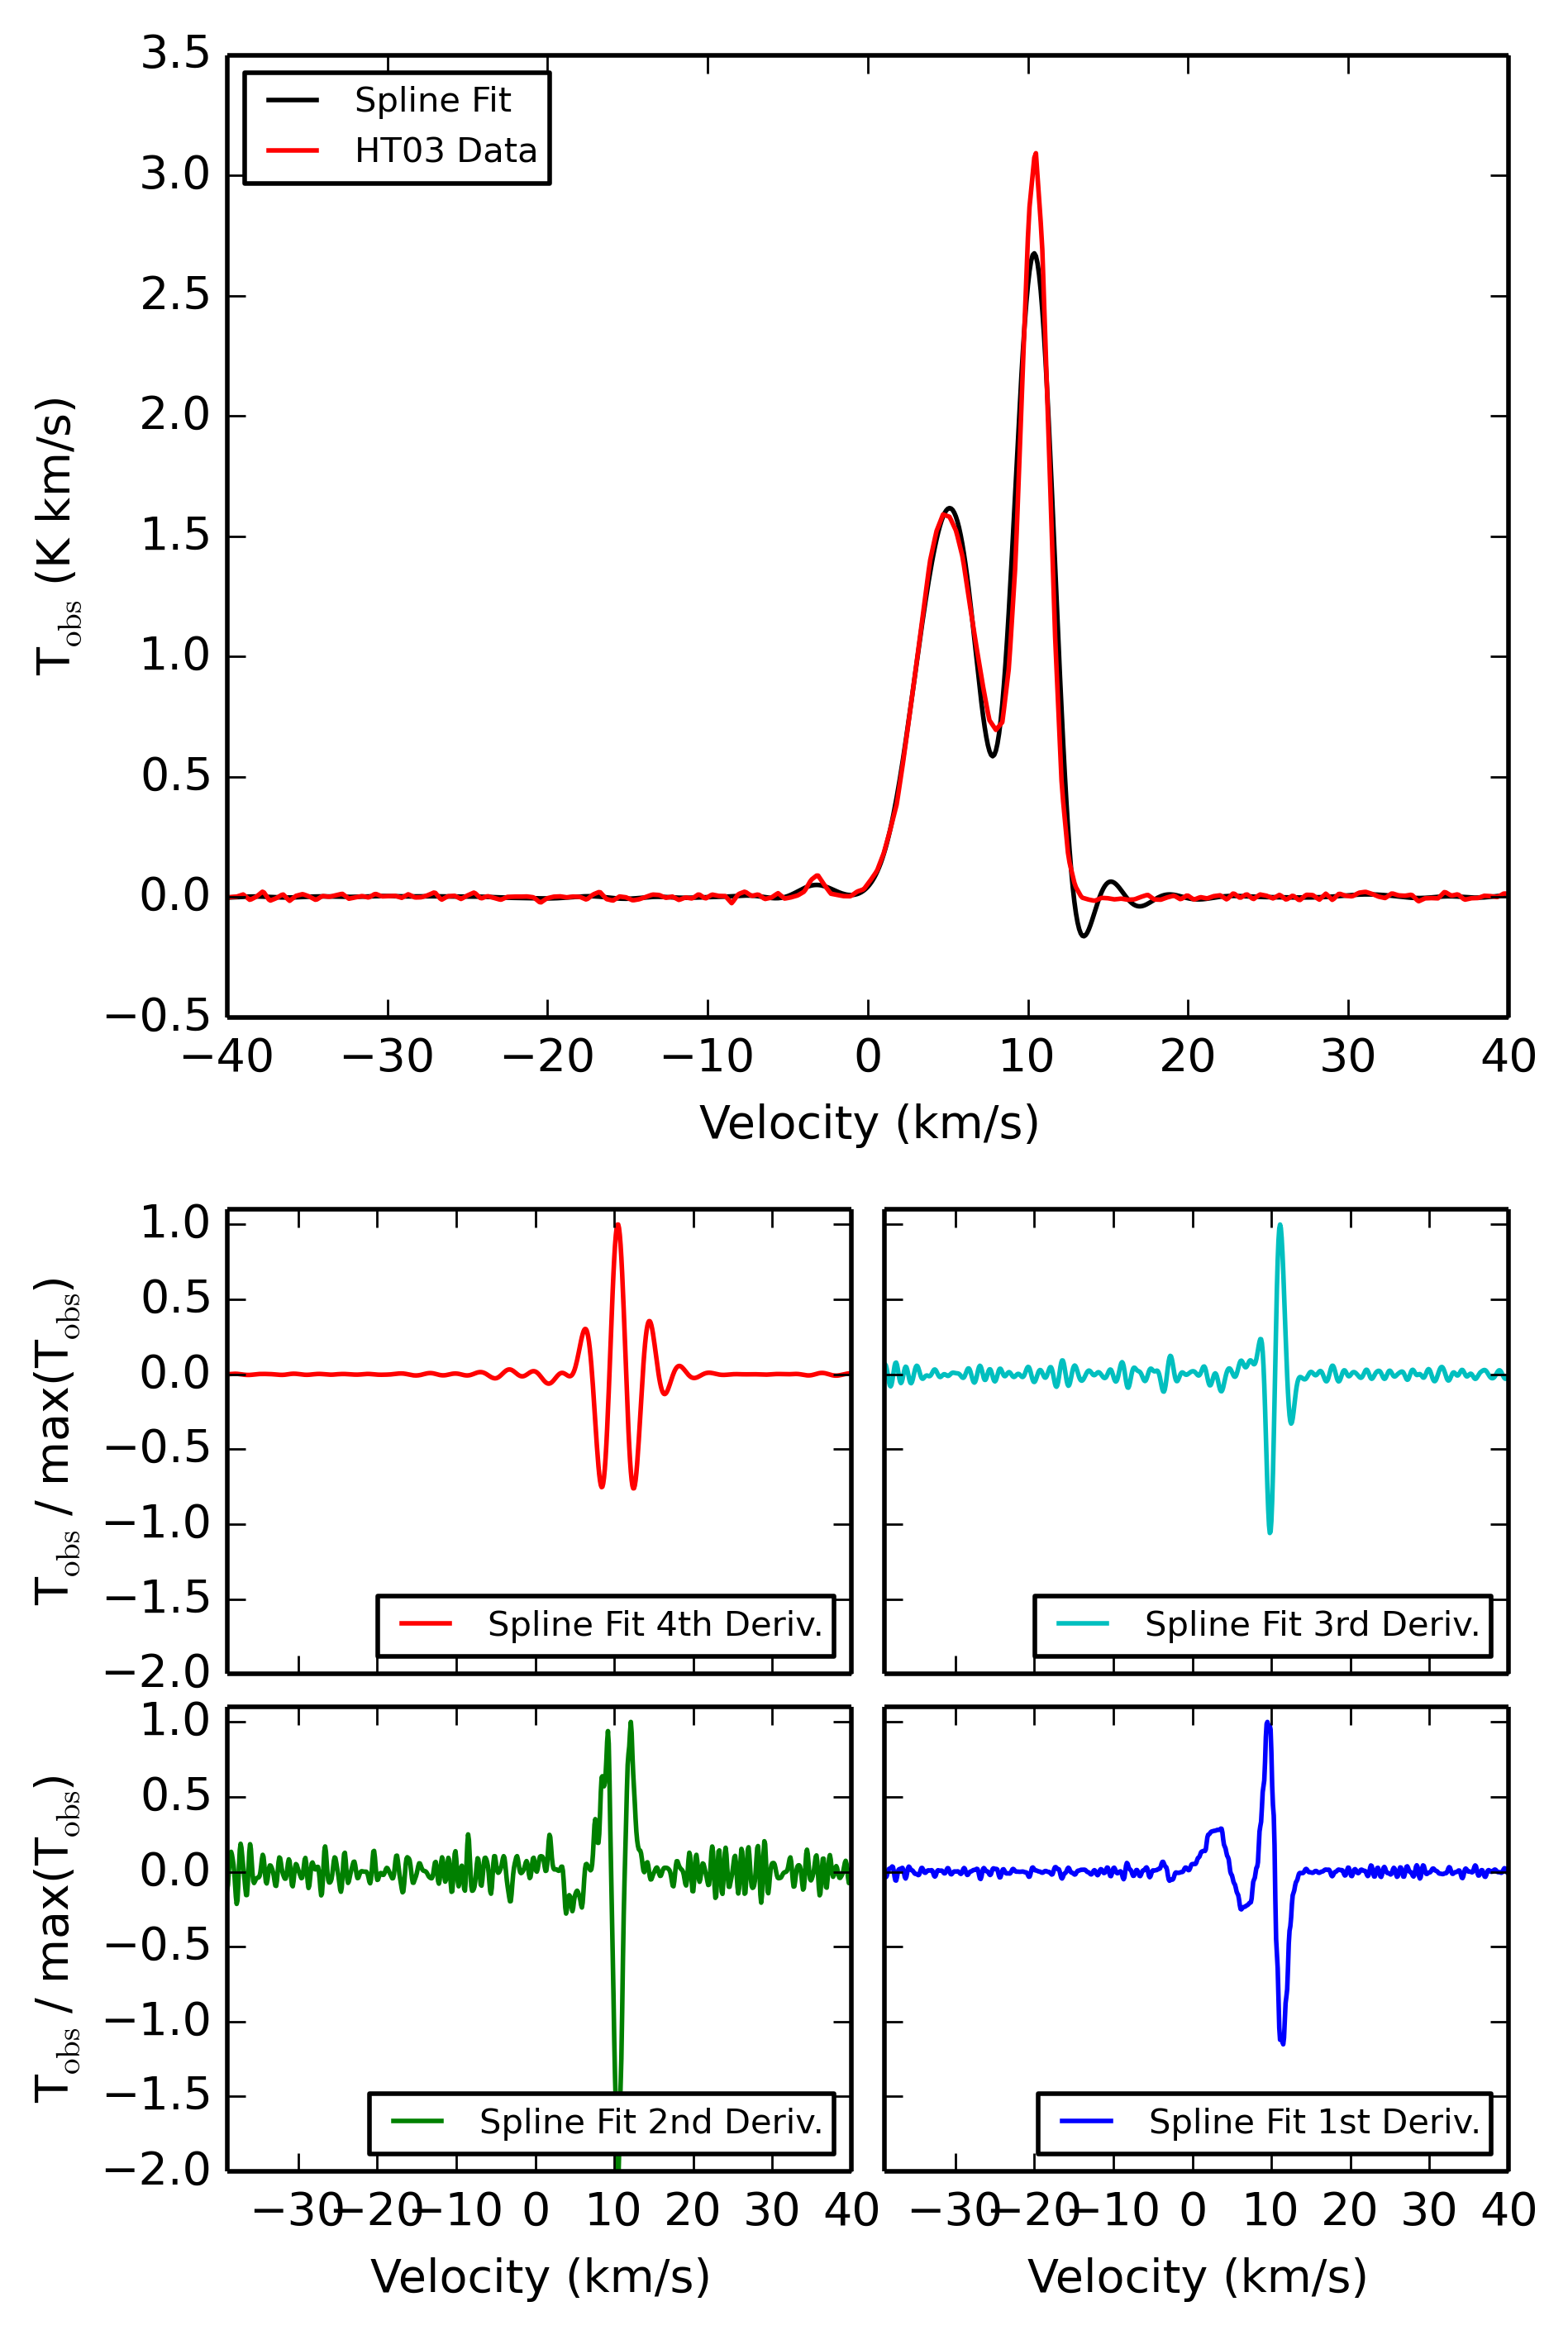 3.5
3.0
2.5
2.0
1.5
1.0
0.5
0.0
−0.5
T_obs (K km/s)
Spline Fit
HT03 Data
−40 −30 −20 −10 0 10 20 30 40
Velocity (km/s)
1.0
0.5
0.0
−0.5
−1.0
−1.5
−2.0
T_obs / max(T_obs)
Spline Fit 4th Deriv.
Spline Fit 3rd Deriv.
1.0
0.5
0.0
−0.5
−1.0
−1.5
−2.0
T_obs / max(T_obs)
Spline Fit 2nd Deriv.
Spline Fit 1st Deriv.
−30 −20 −10 0 10 20 30 40
−30 −20 −10 0 10 20 30 40
Velocity (km/s)
Velocity (km/s)